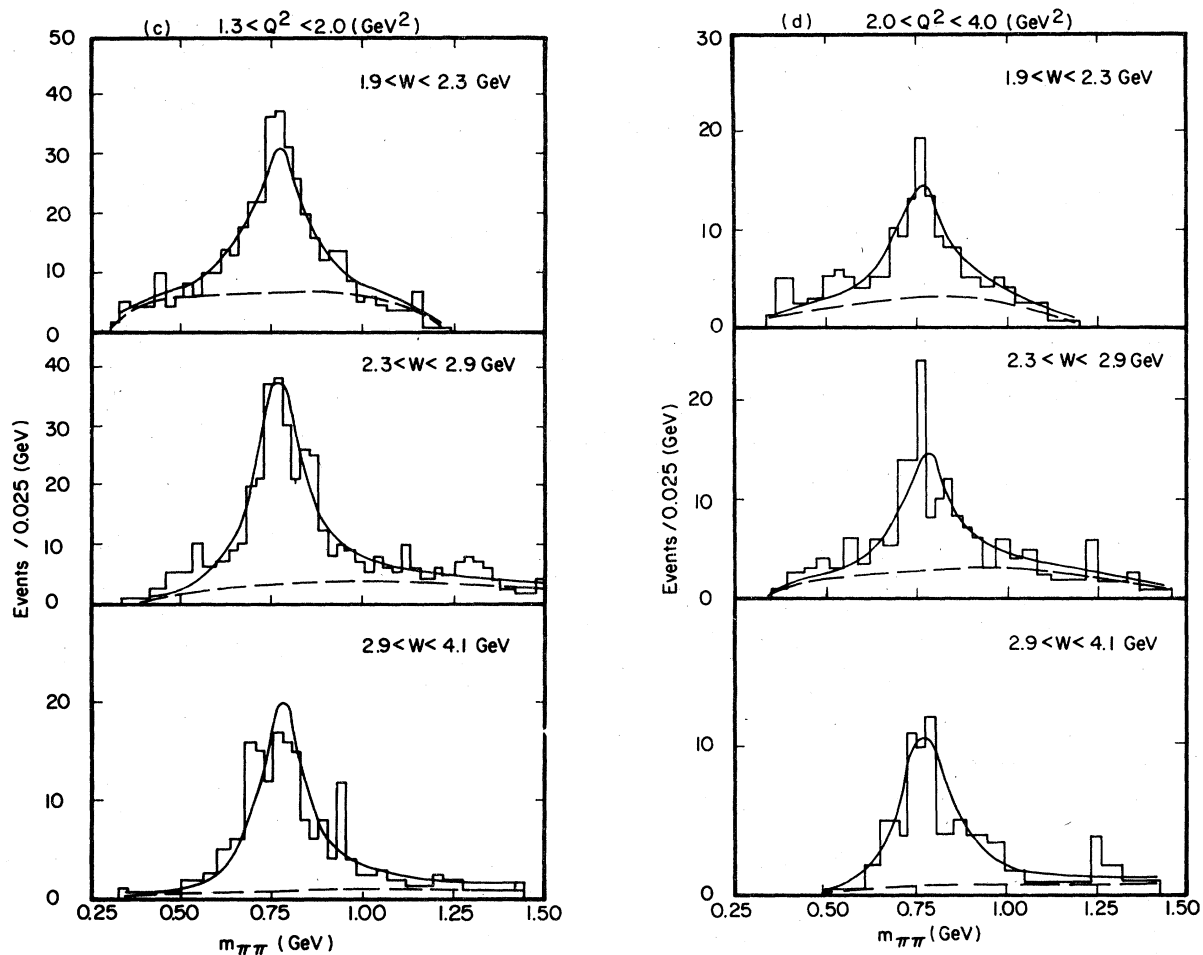 (c) 1.3<Q² <2.0 (GeV²)
50
40
30
20
10
0
1.9<W< 2.3 GeV
40
30
20
10
0
2.3<W< 2.9 GeV
20
10
0
2.9<W< 4.1 GeV
Events / 0.025 (GeV)
0.25 0.50 0.75 1.00 1.25 1.50
mππ (GeV)
(d) 2.0<Q² <4.0 (GeV²)
30
20
10
0
1.9<W< 2.3 GeV
20
10
0
2.3<W< 2.9 GeV
10
0
2.9<W< 4.1 GeV
Events / 0.025 (GeV)
0.25 0.50 0.75 1.00 1.25 1.50
mππ (GeV)